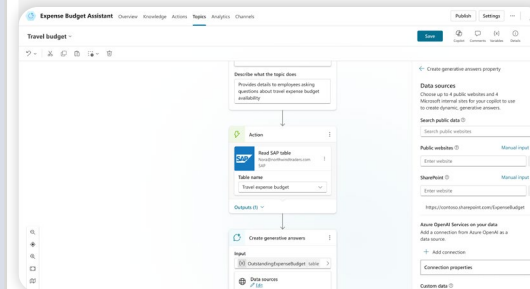 Expense Budget Assistant Overview Knowledge Actions Topics Analytics Channels
Publish Settings
Travel budget
Save Copilot Comments Variables Details
Describe what the topic does
Provides details to employees asking
questions about travel expense budget
availability
Action
SAP
Read SAP table
SAP
Table name
Travel expense budget
Outputs (1)
Create generative answers
Input
{x} OutstandingExpenseBudget table
Data sources
Edit
Create generative answers property
Data sources
Choose up to 4 public websites and 4
Microsoft internal sites for your copilot to
use to create dynamic, generative answers.
Search public data
Search public websites
Public websites Manual input
Enter website
SharePoint Manual input
Enter website
https://contoso.sharepoint.com/ExpenseBudget
Azure OpenAI Services on your data
Add a connection from Azure OpenAI as a
data source.
Add connection
Connection properties
Custom data